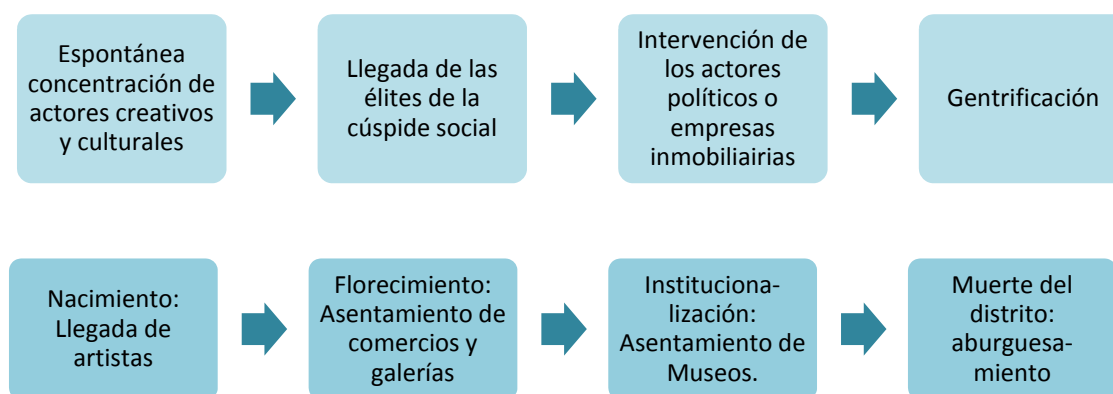 Espontánea
concentración de
actores creativos
y culturales
Llegada de las
élites de la
cúspide social
Intervención de
los actores
políticos o
empresas
inmobiliairias
Gentrificación
Nacimiento:
Llegada de
artistas
Florecimiento:
Asentamiento de
comercios y
galerías
Instituciona-
lización:
Asentamiento de
Museos.
Muerte del
distrito:
aburguesa-
miento